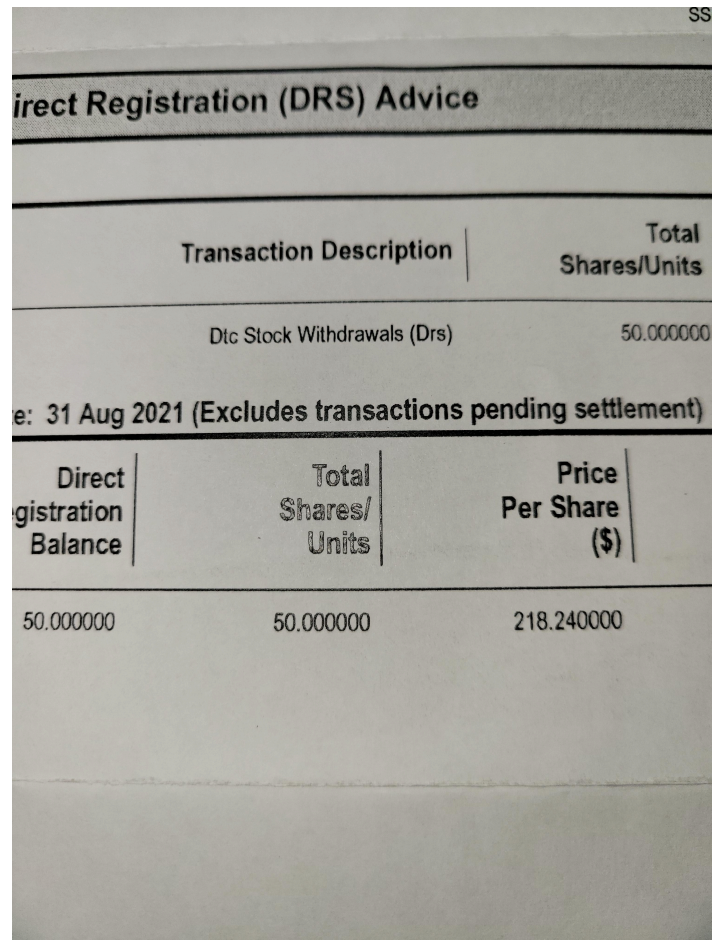 SS
irect Registration (DRS) Advice
Transaction Description
Total
Shares/Units
Dtc Stock Withdrawals (Drs) 50.000000
e: 31 Aug 2021 (Excludes transactions pending settlement)
Direct
gistration
Balance
Total
Shares/
Units
Price
Per Share
($)
50.000000 50.000000 218.240000